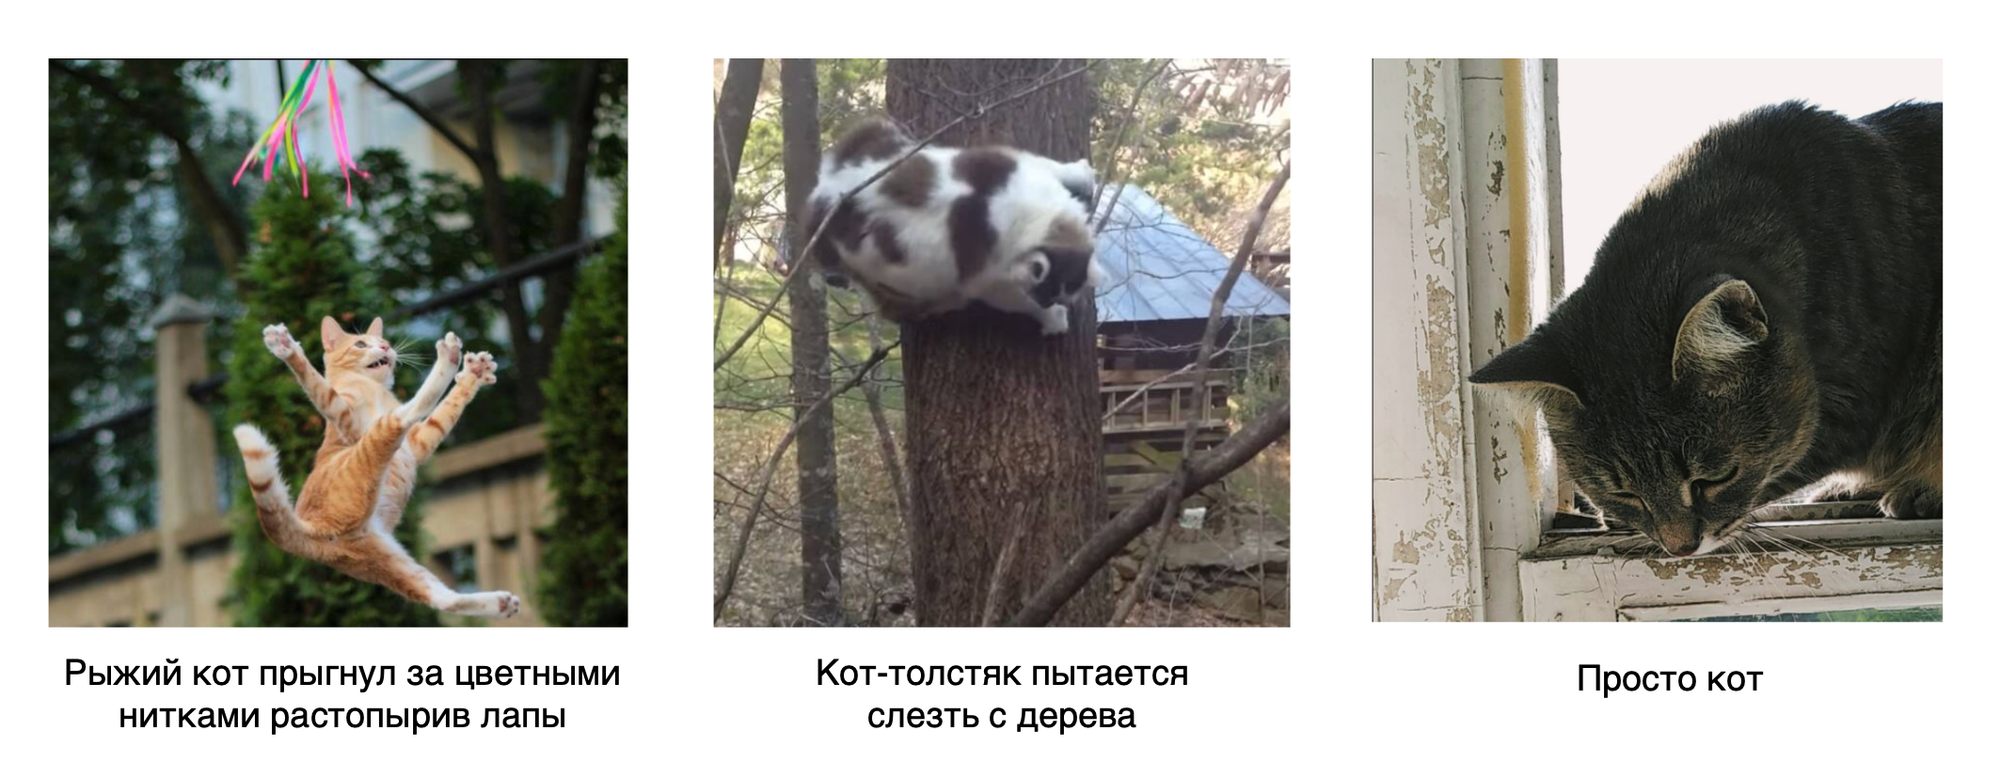 Рыжий кот прыгнул за цветными
нитками растопырив лапы
Кот-толстяк пытается
слезть с дерева
Просто кот